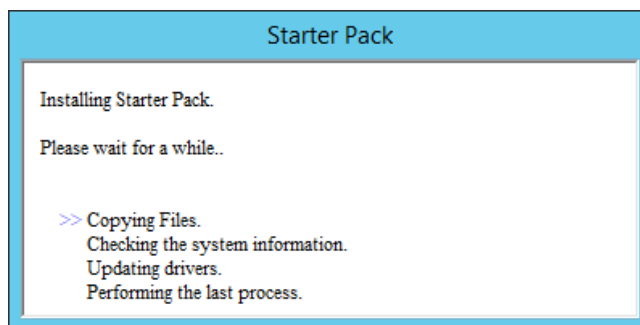 Starter Pack
Installing Starter Pack.
Please wait for a while..
>> Copying Files.
Checking the system information.
Updating drivers.
Performing the last process.